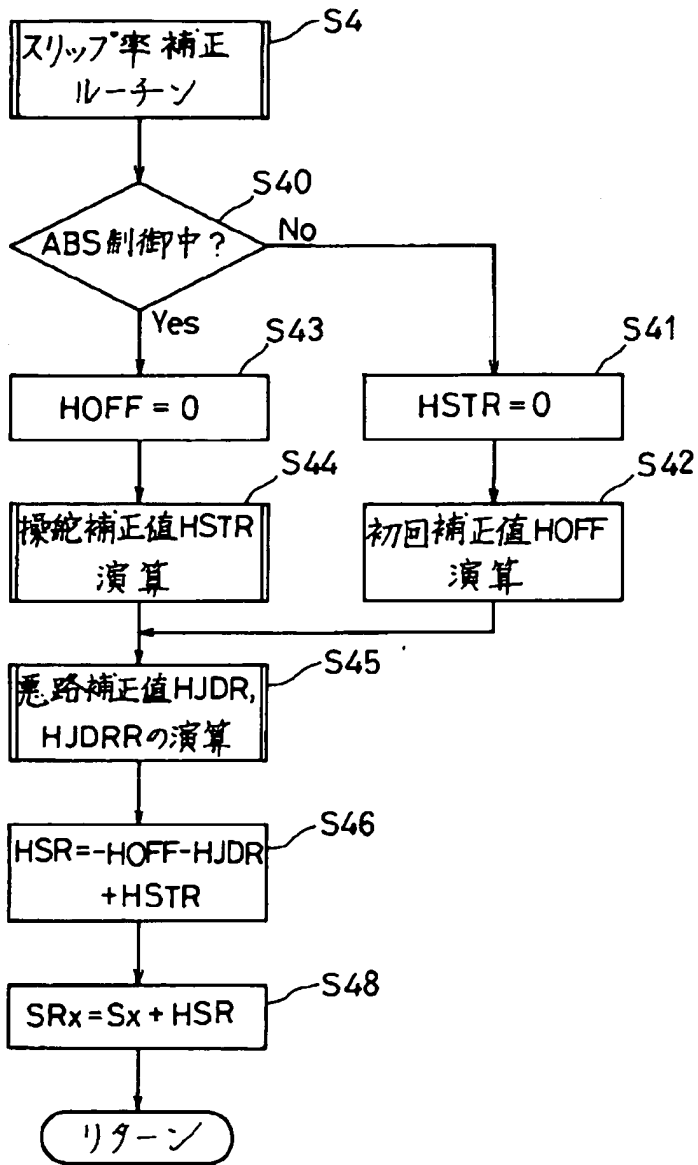 S4
スリップ率補正
ルーチン
S40
ABS制御中?
No
Yes
S43
HOFF = 0
S41
HSTR = 0
S44
操舵補正値HSTR
演算
S42
初回補正値HOFF
演算
S45
悪路補正値HJDR,
HJDRRの演算
S46
HSR=-HOFF-HJDR
+HSTR
S48
SRx=Sx+HSR
リターン